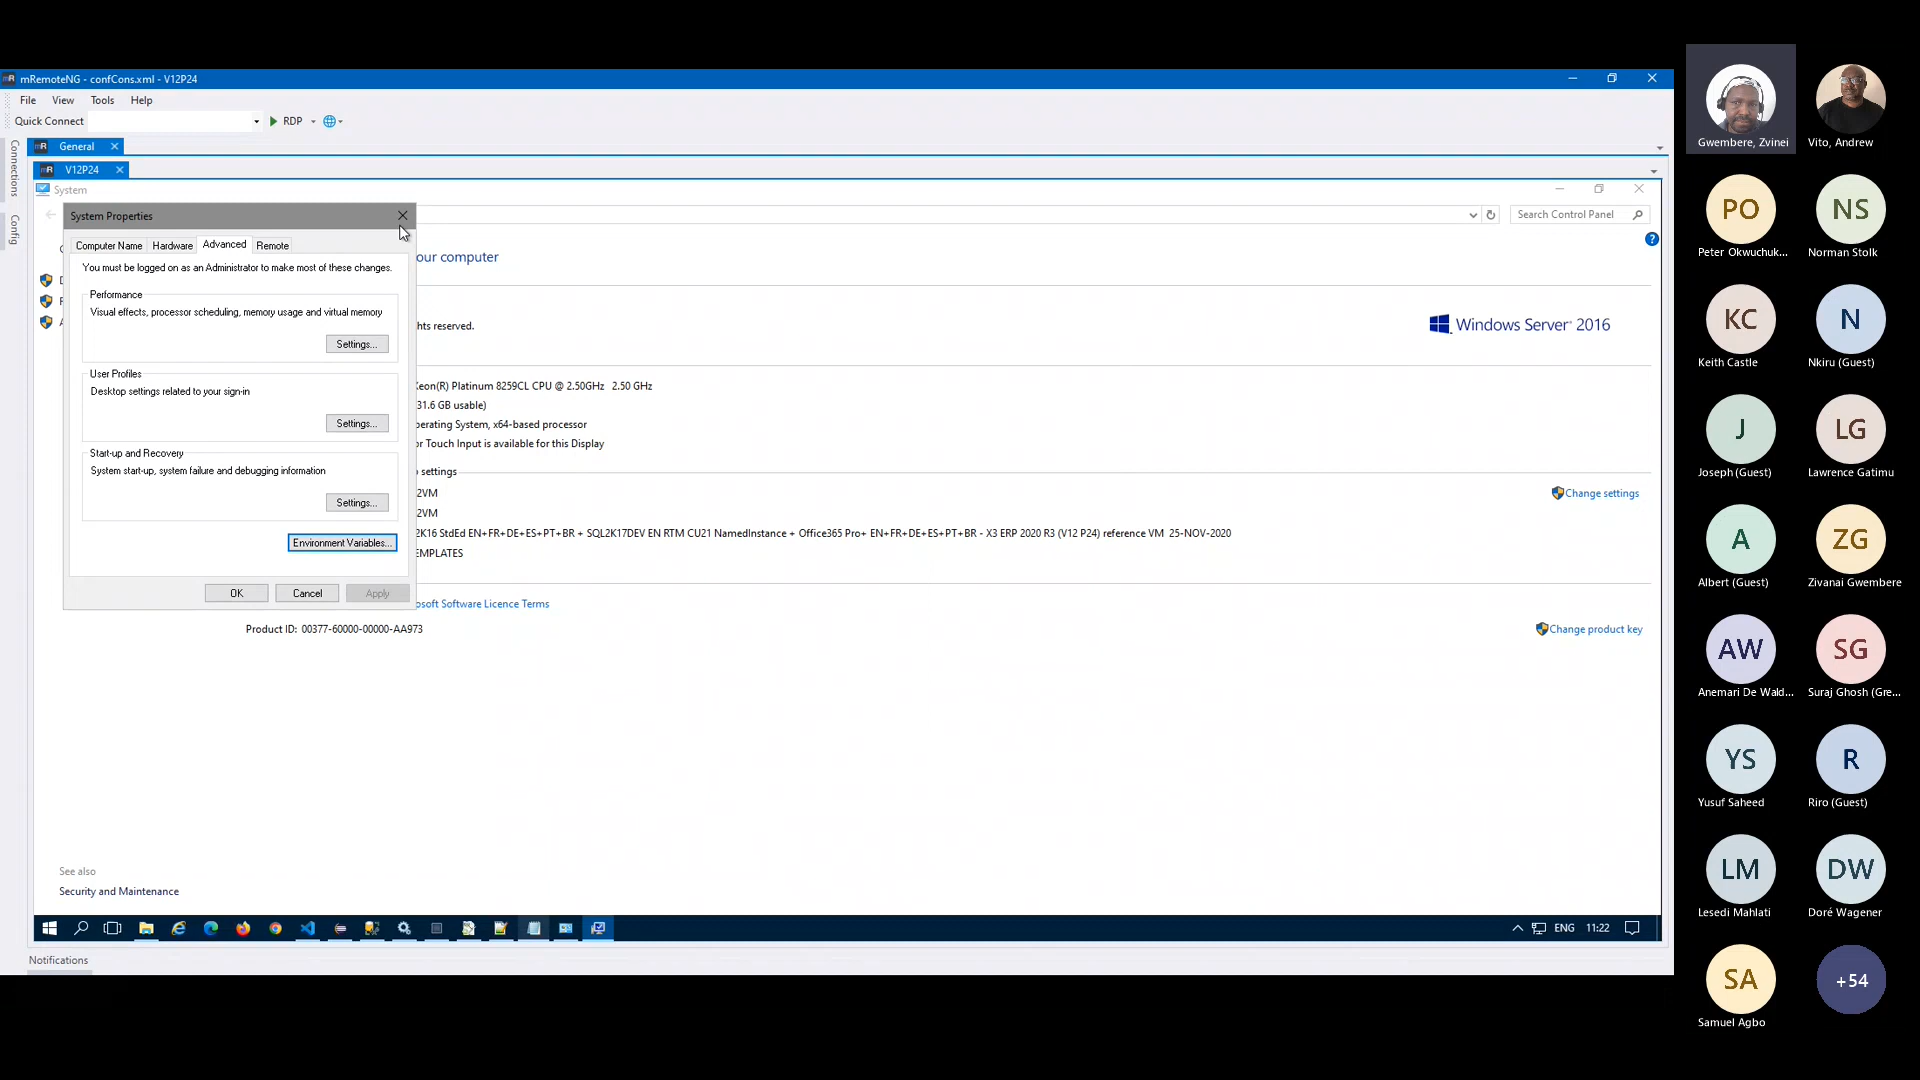 mRemoteNG - confCons.xml - V12P24
File View Tools Help
Quick Connect RDP
Connections
Config
General
V12P24
System
System Properties
Search Control Panel
Computer Name Hardware Advanced Remote
You must be logged on as an Administrator to make most of these changes.
Performance
Visual effects, processor scheduling, memory usage and virtual memory
Settings...
User Profiles
Desktop settings related to your sign-in
Settings...
Start-up and Recovery
System start-up, system failure and debugging information
Settings...
Environment Variables...
OK Cancel Apply
our computer
hts reserved.
Windows Server 2016
Xeon(R) Platinum 8259CL CPU @ 2.50GHz 2.50 GHz
31.6 GB usable)
perating System, x64-based processor
or Touch Input is available for this Display
settings
2VM
Change settings
2VM
2K16 StdEd EN+FR+DE+ES+PT+BR + SQL2K17DEV EN RTM CU21 NamedInstance + Office365 Pro+ EN+FR+DE+ES+PT+BR - X3 ERP 2020 R3 (V12 P24) reference VM 25-NOV-2020
EMPLATES
osoft Software Licence Terms
Product ID: 00377-60000-00000-AA973
Change product key
See also
Security and Maintenance
ENG 11:22
Notifications
Gwembere, Zvinei
Vito, Andrew
PO
Peter Okwuchuk...
NS
Norman Stolk
KC
Keith Castle
N
Nkiru (Guest)
J
Joseph (Guest)
LG
Lawrence Gatimu
A
Albert (Guest)
ZG
Zivanai Gwembere
AW
Anemari De Wald...
SG
Suraj Ghosh (Gre...
YS
Yusuf Saheed
R
Riro (Guest)
LM
Lesedi Mahlati
DW
Doré Wagener
SA
Samuel Agbo
+54